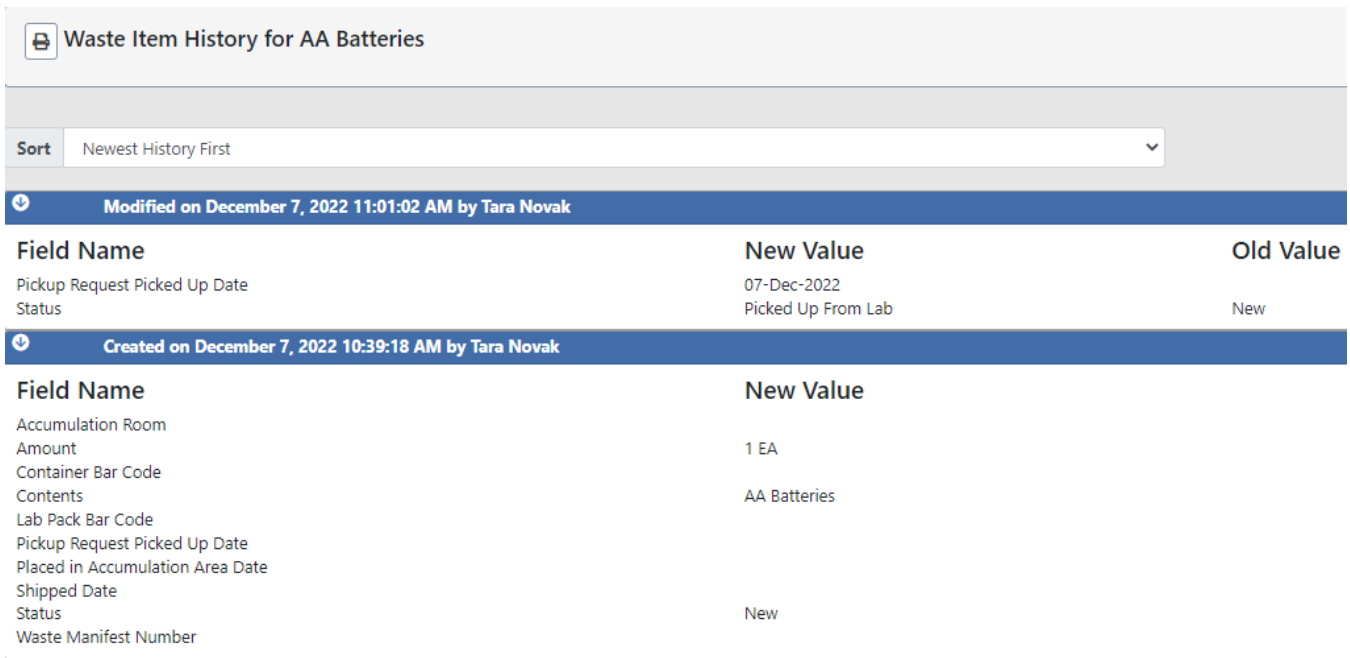 Waste Item History for AA Batteries
Sort Newest History First
Modified on December 7, 2022 11:01:02 AM by Tara Novak
Field Name New Value Old Value
Pickup Request Picked Up Date 07-Dec-2022
Status Picked Up From Lab New
Created on December 7, 2022 10:39:18 AM by Tara Novak
Field Name New Value
Accumulation Room
Amount 1 EA
Container Bar Code
Contents AA Batteries
Lab Pack Bar Code
Pickup Request Picked Up Date
Placed in Accumulation Area Date
Shipped Date
Status New
Waste Manifest Number